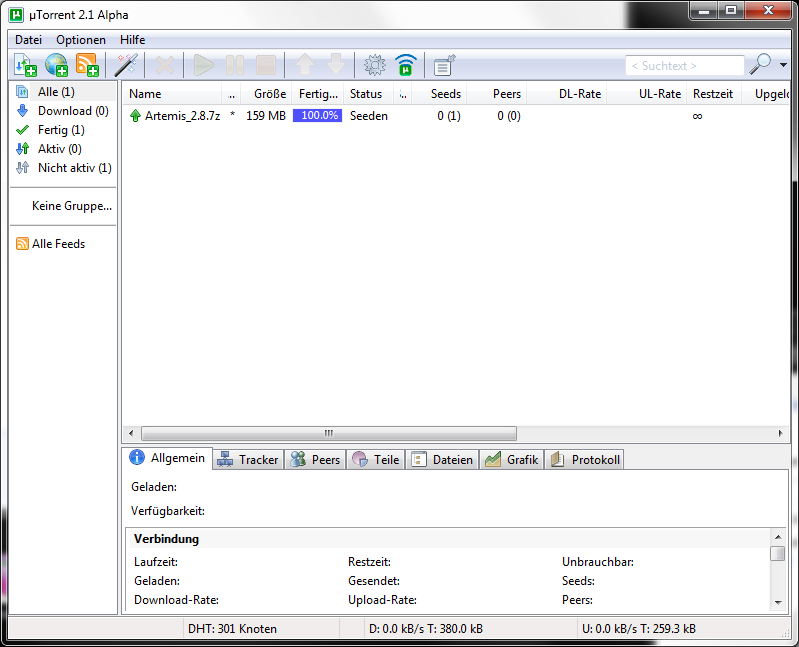 µTorrent 2.1 Alpha
Datei Optionen Hilfe
< Suchtext >
Alle (1)
Download (0)
Fertig (1)
Aktiv (0)
Nicht aktiv (1)
Keine Gruppe...
Alle Feeds
Name ... Größe Fertig... Status ... Seeds Peers DL-Rate UL-Rate Restzeit Upgelo
Artemis_2.8.7z * 159 MB 100.0% Seeden 0 (1) 0 (0) ∞
Allgemein Tracker Peers Teile Dateien Grafik Protokoll
Geladen:
Verfügbarkeit:
Verbindung
Laufzeit: Restzeit: Unbrauchbar:
Geladen: Gesendet: Seeds:
Download-Rate: Upload-Rate: Peers:
DHT: 301 Knoten D: 0.0 kB/s T: 380.0 kB U: 0.0 kB/s T: 259.3 kB